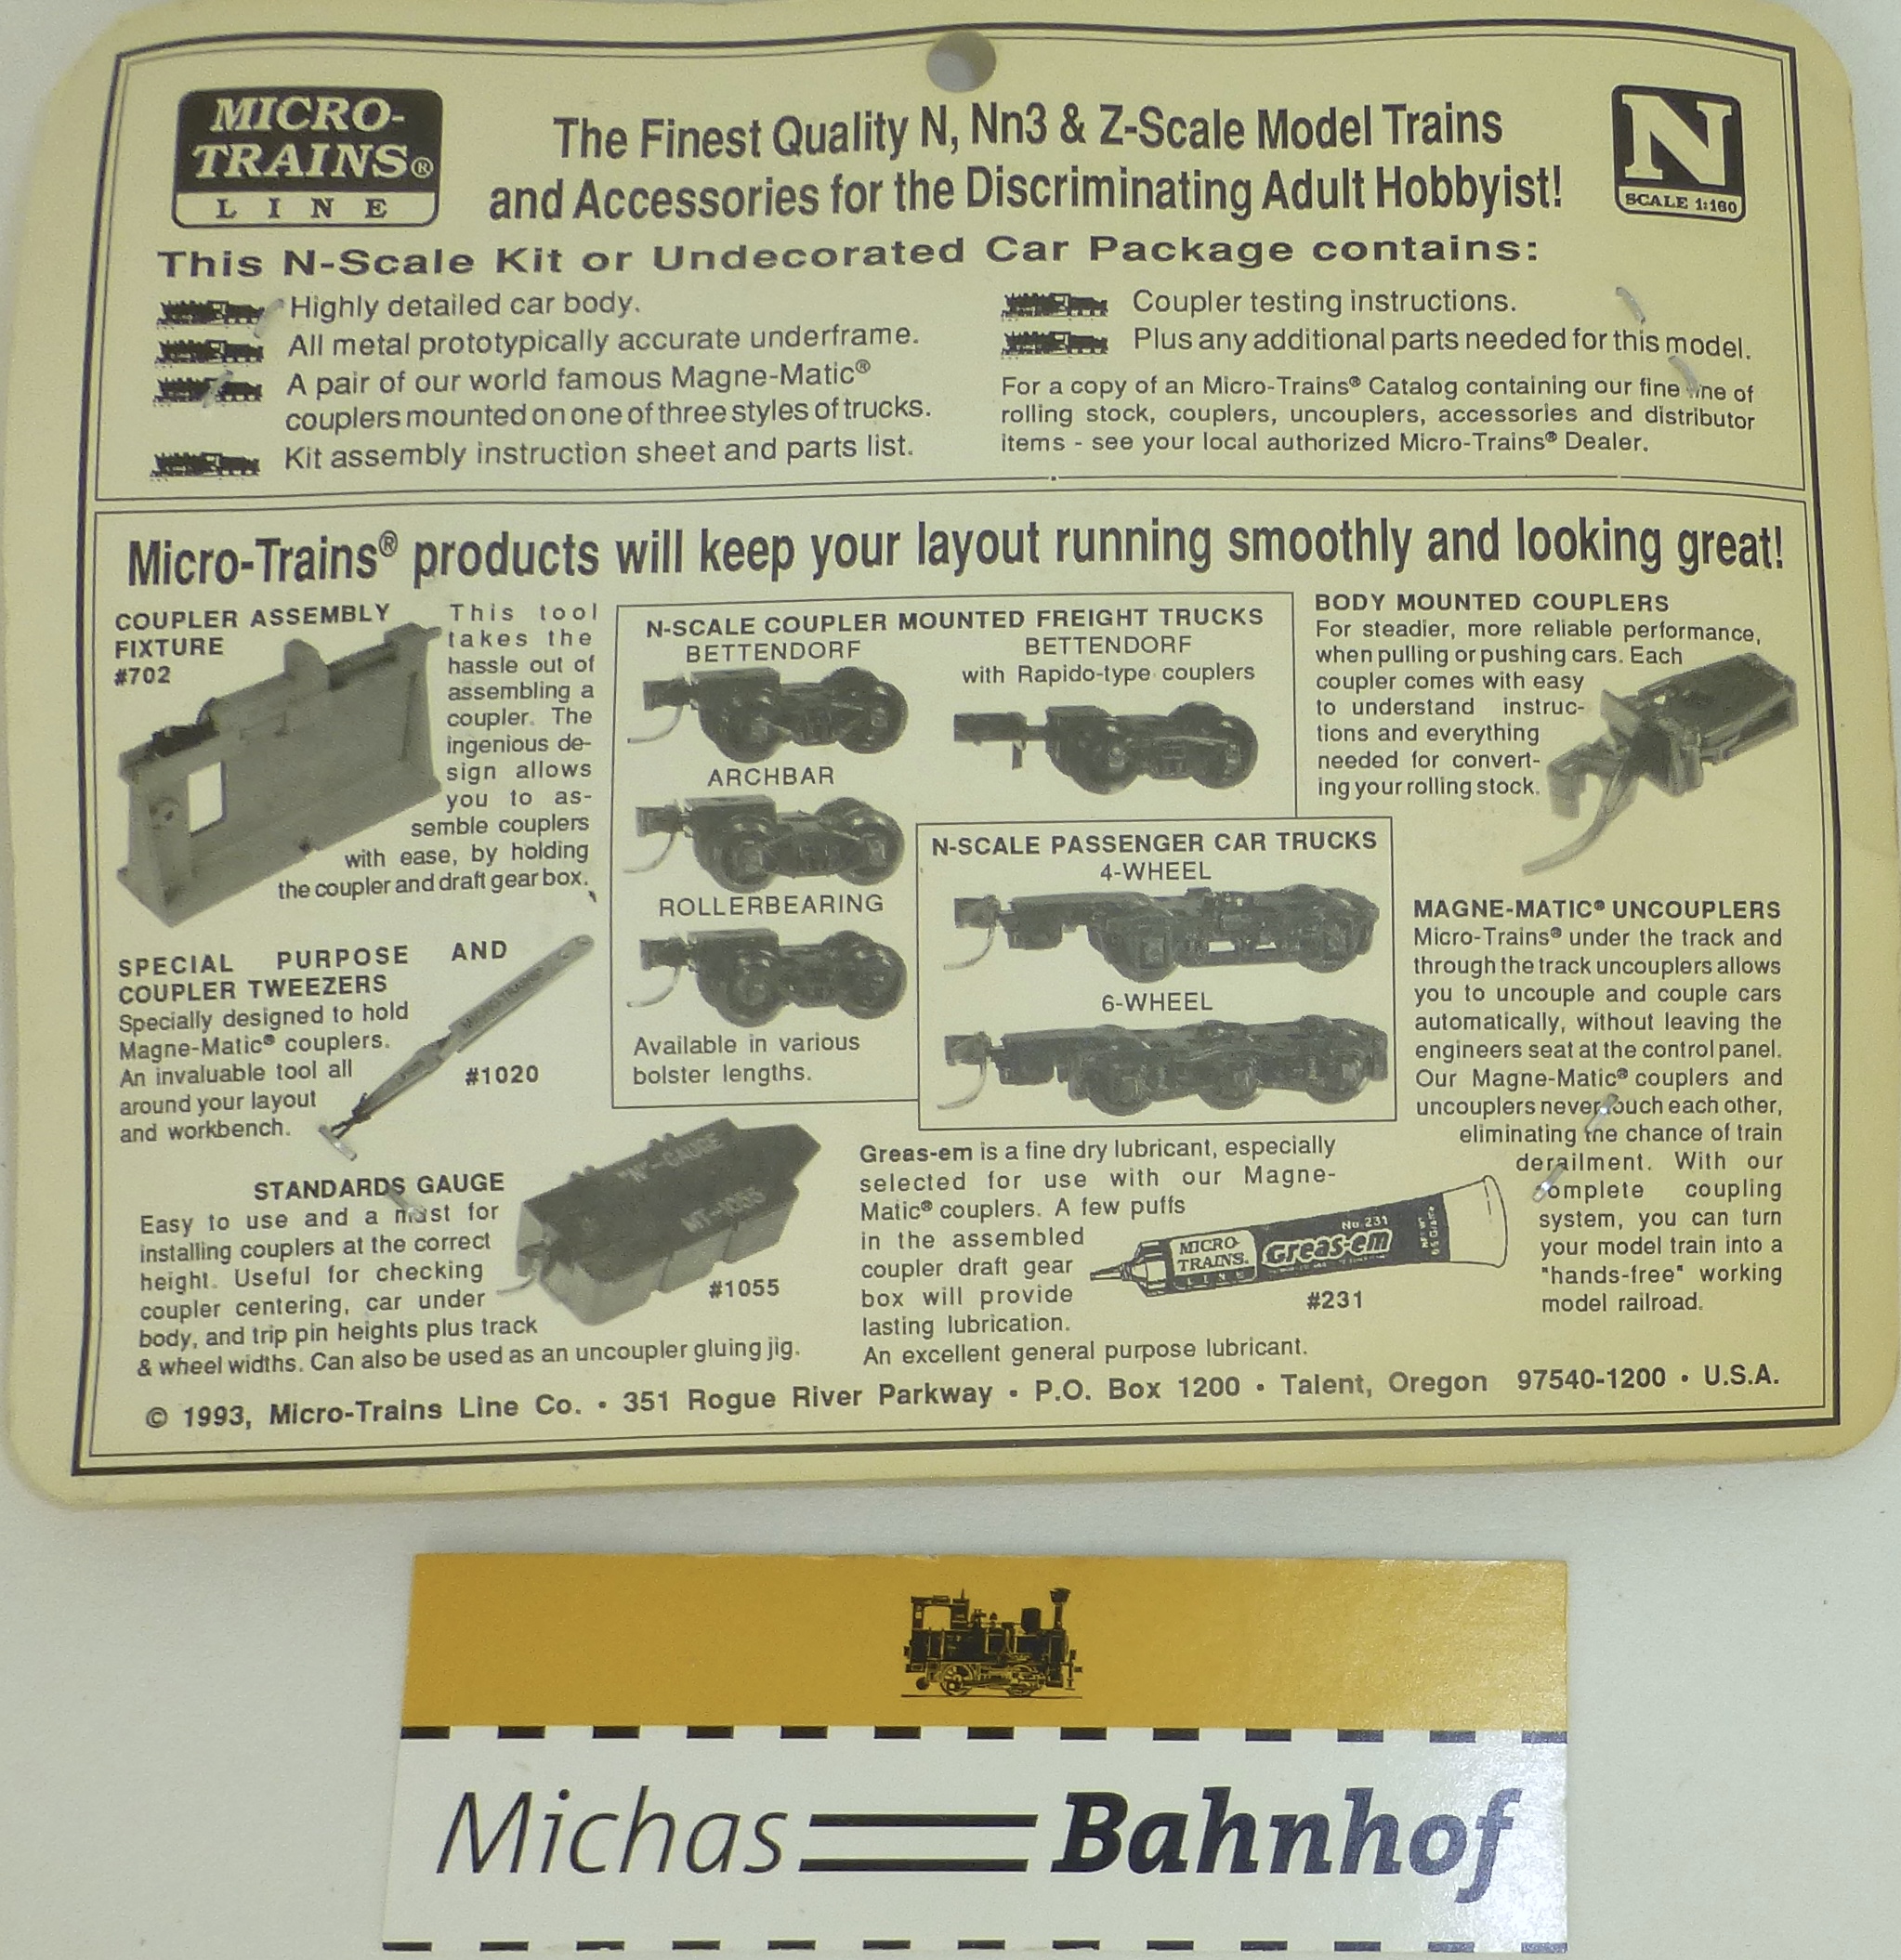 MICRO-
TRAINS®
LINE
The Finest Quality N, Nn3 & Z-Scale Model Trains
and Accessories for the Discriminating Adult Hobbyist!
N
SCALE 1:160
This N-Scale Kit or Undecorated Car Package contains:
Highly detailed car body.
All metal prototypically accurate underframe.
A pair of our world famous Magne-Matic®
couplers mounted on one of three styles of trucks.
Kit assembly instruction sheet and parts list.
Coupler testing instructions.
Plus any additional parts needed for this model.
For a copy of an Micro-Trains® Catalog containing our fine line of
rolling stock, couplers, uncouplers, accessories and distributor
items - see your local authorized Micro-Trains® Dealer.
Micro-Trains® products will keep your layout running smoothly and looking great!
COUPLER ASSEMBLY
FIXTURE
#702
This tool
takes the
hassle out of
assembling a
coupler. The
ingenious de-
sign allows
you to as-
semble couplers
with ease, by holding
the coupler and draft gear box.
SPECIAL PURPOSE AND
COUPLER TWEEZERS
Specially designed to hold
Magne-Matic® couplers.
An invaluable tool all
around your layout
and workbench.
MICRO-TRAINS
#1020
STANDARDS GAUGE
Easy to use and a must for
installing couplers at the correct
height. Useful for checking
coupler centering, car under
body, and trip pin heights plus track
& wheel widths. Can also be used as an uncoupler gluing jig.
"N"-GAUGE
MT-1055
#1055
N-SCALE COUPLER MOUNTED FREIGHT TRUCKS
BETTENDORF
BETTENDORF
with Rapido-type couplers
ARCHBAR
ROLLERBEARING
Available in various
bolster lengths.
N-SCALE PASSENGER CAR TRUCKS
4-WHEEL
6-WHEEL
Greas-em is a fine dry lubricant, especially
selected for use with our Magne-
Matic® couplers. A few puffs
in the assembled
coupler draft gear
box will provide
lasting lubrication.
An excellent general purpose lubricant.
MICRO-
TRAINS®
LINE
No. 231
Greas-em
#231
BODY MOUNTED COUPLERS
For steadier, more reliable performance,
when pulling or pushing cars. Each
coupler comes with easy
to understand instruc-
tions and everything
needed for convert-
ing your rolling stock.
MAGNE-MATIC® UNCOUPLERS
Micro-Trains® under the track and
through the track uncouplers allows
you to uncouple and couple cars
automatically, without leaving the
engineers seat at the control panel.
Our Magne-Matic® couplers and
uncouplers never touch each other,
eliminating the chance of train
derailment. With our
complete coupling
system, you can turn
your model train into a
"hands-free" working
model railroad.
© 1993, Micro-Trains Line Co. • 351 Rogue River Parkway • P.O. Box 1200 • Talent, Oregon 97540-1200 • U.S.A.
Michas Bahnhof